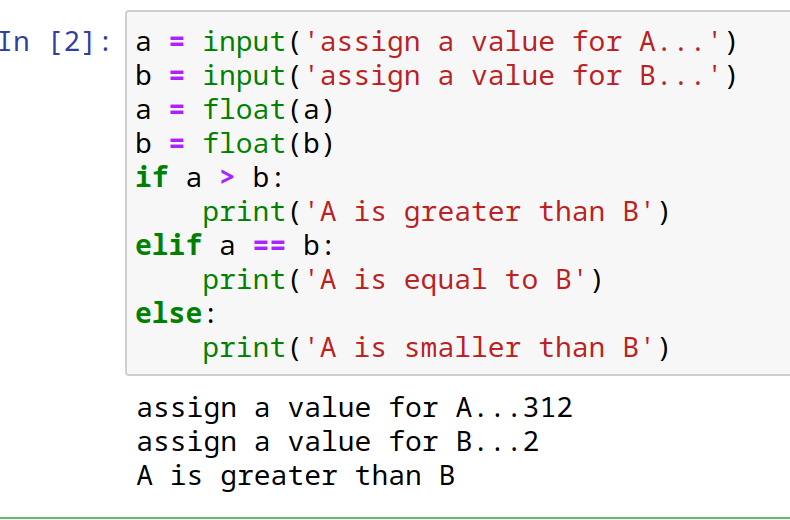 In [2]:
a = input('assign a value for A...')
b = input('assign a value for B...')
a = float(a)
b = float(b)
if a > b:
    print('A is greater than B')
elif a == b:
    print('A is equal to B')
else:
    print('A is smaller than B')
assign a value for A...312
assign a value for B...2
A is greater than B